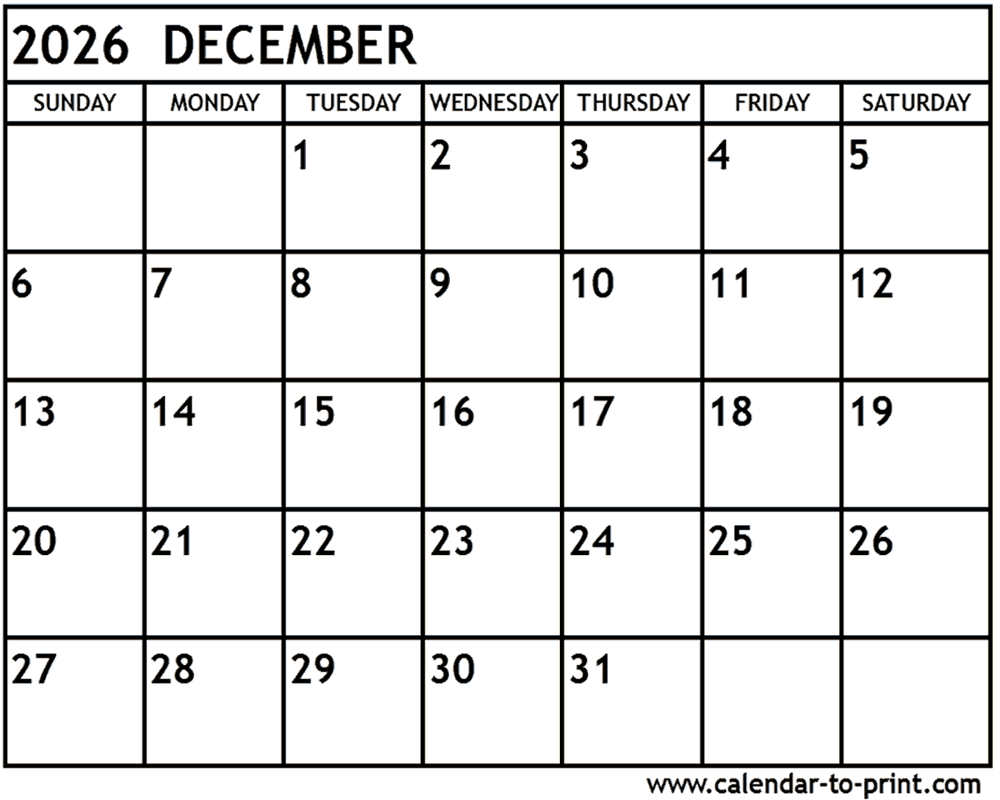 2026 DECEMBER
SUNDAY MONDAY TUESDAY WEDNESDAY THURSDAY FRIDAY SATURDAY
1 2 3 4 5
6 7 8 9 10 11 12
13 14 15 16 17 18 19
20 21 22 23 24 25 26
27 28 29 30 31
www.calendar-to-print.com